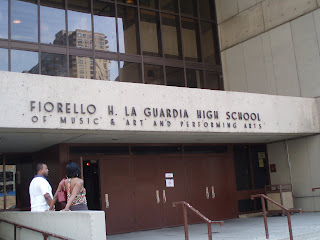 FIORELLO H. LA GUARDIA HIGH SCHOOL
OF MUSIC & ART AND PERFORMING ARTS